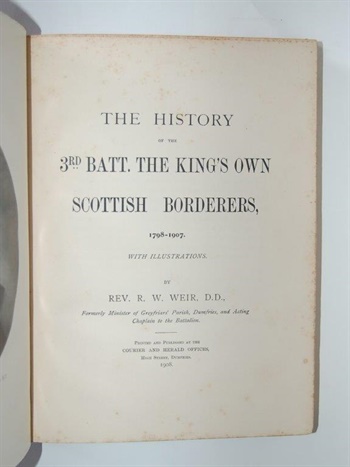 THE HISTORY
OF THE
3RD BATT. THE KING'S OWN
SCOTTISH BORDERERS,
1798-1907.
WITH ILLUSTRATIONS.
BY
REV. R. W. WEIR, D.D.,
Formerly Minister of Greyfriars' Parish, Dumfries, and Acting
Chaplain to the Battalion.
PRINTED AND PUBLISHED AT THE
COURIER AND HERALD OFFICES,
HIGH STREET, DUMFRIES.
1908.